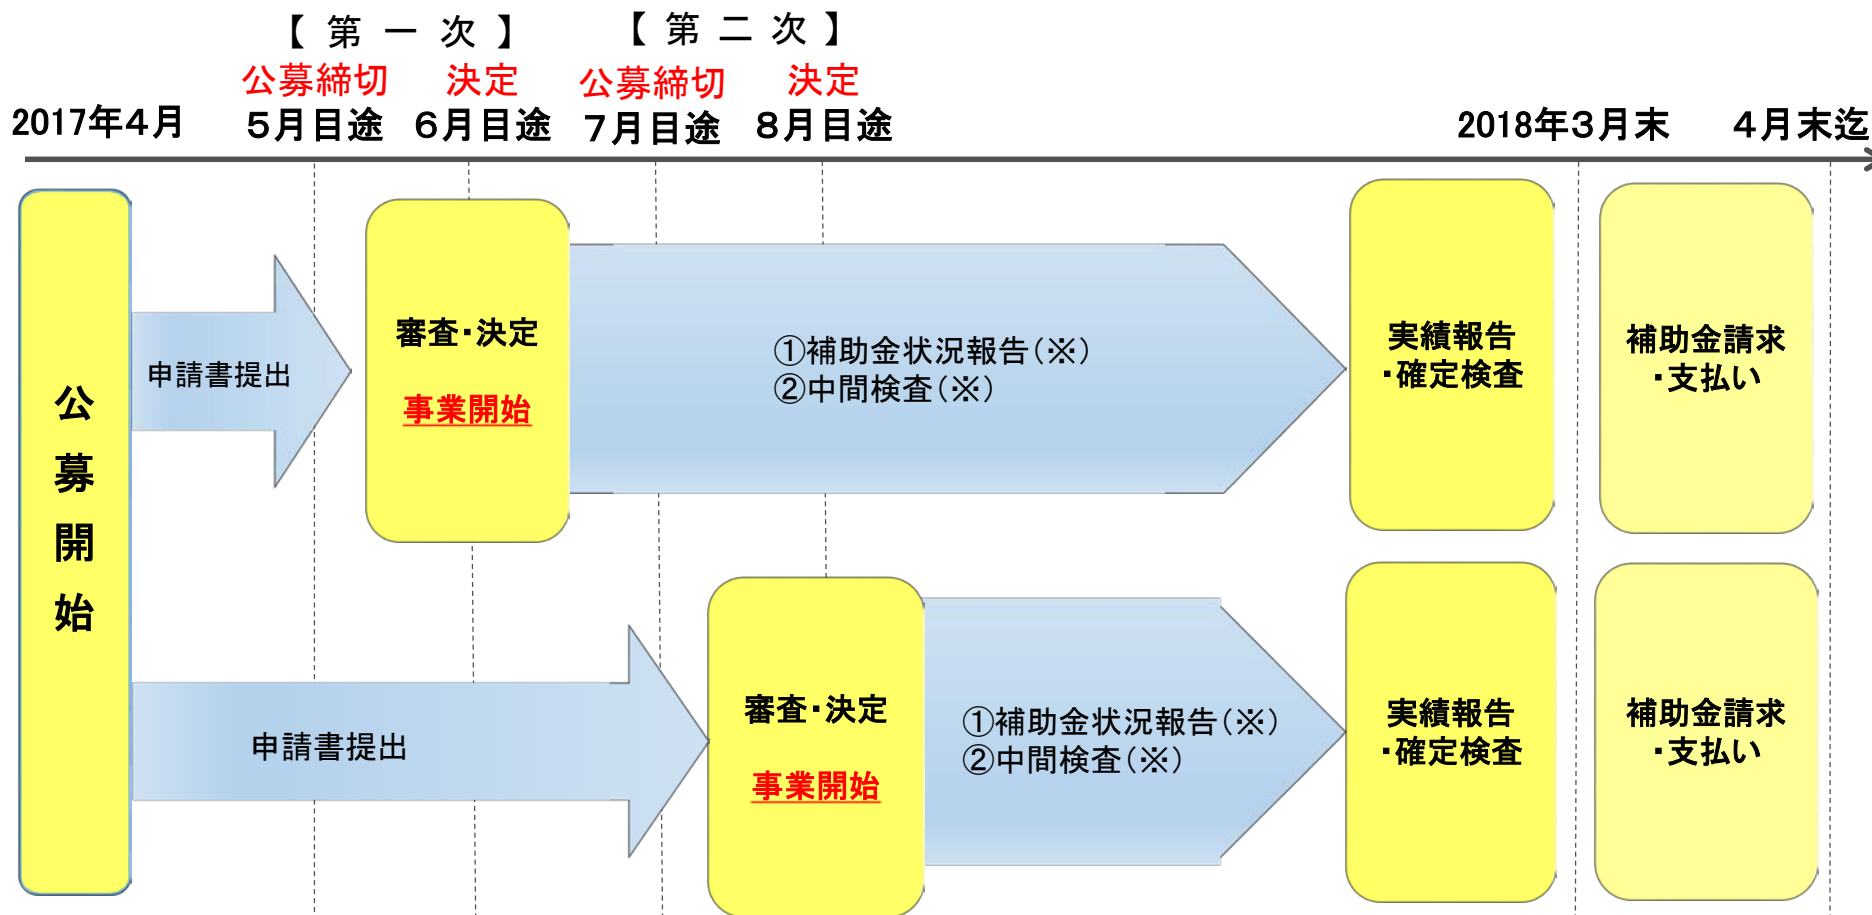 【 第 一 次 】
【 第 二 次 】
公募締切 決定
公募締切 決定
2017年４月 ５月目途 ６月目途 ７月目途 ８月目途 2018年３月末 ４月末迄
公募開始
申請書提出
審査・決定
事業開始
①補助金状況報告（※）
②中間検査（※）
実績報告
・確定検査
補助金請求
・支払い
申請書提出
審査・決定
事業開始
①補助金状況報告（※）
②中間検査（※）
実績報告
・確定検査
補助金請求
・支払い